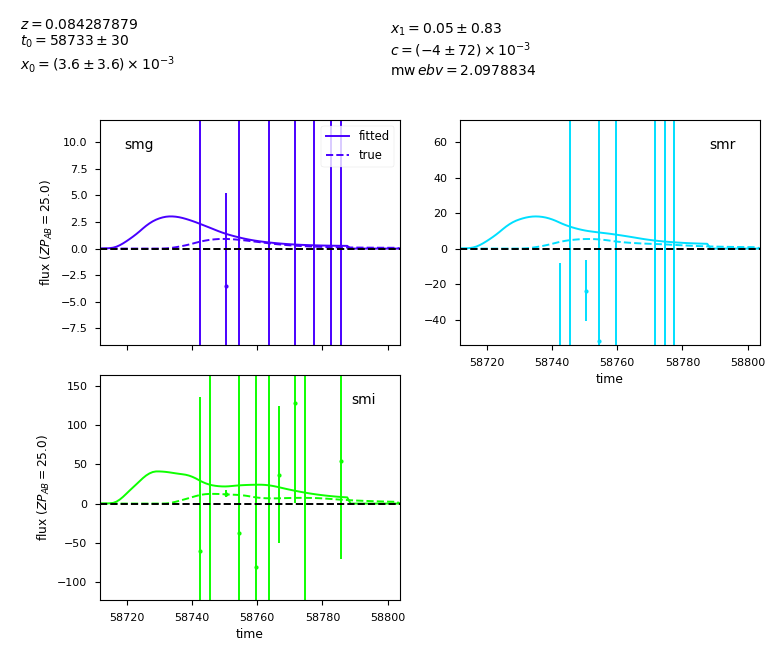 z = 0.084287879
t₀ = 58733 ± 30
x₀ = (3.6 ± 3.6) × 10⁻³
x₁ = 0.05 ± 0.83
c = (−4 ± 72) × 10⁻³
mw ebv = 2.0978834
smg
fitted
true
10.0
7.5
5.0
2.5
0.0
−2.5
−5.0
−7.5
flux (ZP_AB = 25.0)
smr
60
40
20
0
−20
−40
58720 58740 58760 58780 58800
time
smi
150
100
50
0
−50
−100
flux (ZP_AB = 25.0)
58720 58740 58760 58780 58800
time